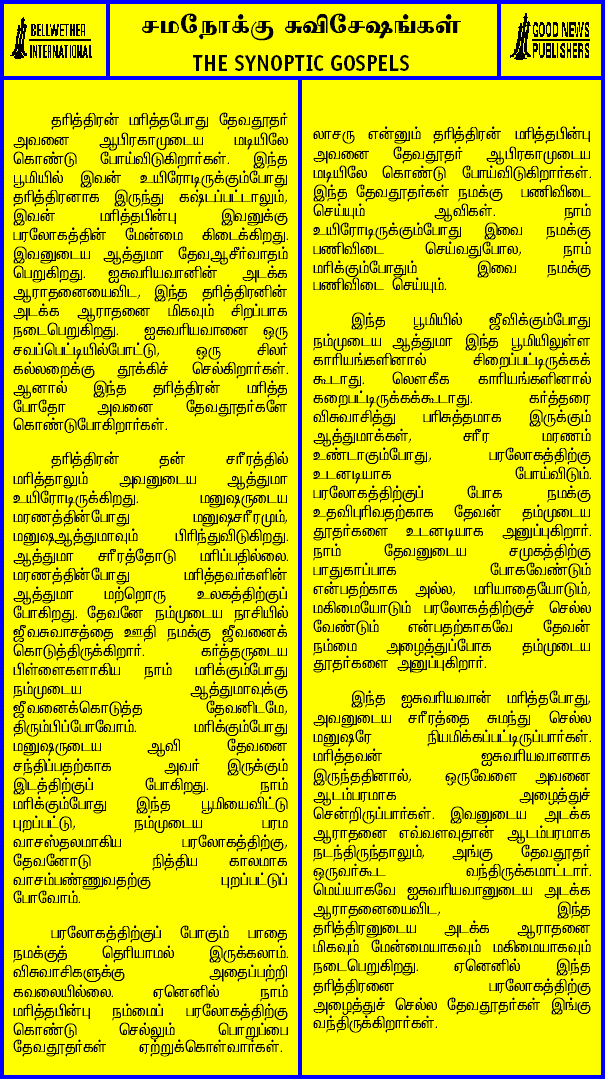 BELLWETHER
INTERNATIONAL
சமநோக்கு சுவிசேஷங்கள்
THE SYNOPTIC GOSPELS
GOOD NEWS
PUBLISHERS
தரித்திரன் மரித்தபோது தேவதூதர்
அவனை ஆபிரகாமுடைய மடியிலே
கொண்டு போய்விடுகிறார்கள். இந்த
பூமியில் இவன் உயிரோடிருக்கும்போது
தரித்திரனாக இருந்து கஷ்டப்பட்டாலும்,
இவன் மரித்தபின்பு இவனுக்கு
பரலோகத்தின் மேன்மை கிடைக்கிறது.
இவனுடைய ஆத்துமா தேவஆசீர்வாதம்
பெறுகிறது. ஐசுவரியவானின் அடக்க
ஆராதனையைவிட, இந்த தரித்திரனின்
அடக்க ஆராதனை மிகவும் சிறப்பாக
நடைபெறுகிறது. ஐசுவரியவானை ஒரு
சவப்பெட்டியில்போட்டு, ஒரு சிலர்
கல்லறைக்கு தூக்கிச் செல்கிறார்கள்.
ஆனால் இந்த தரித்திரன் மரித்த
போதோ அவனை தேவதூதர்களே
கொண்டுபோகிறார்கள்.
தரித்திரன் தன் சரீரத்தில்
மரித்தாலும் அவனுடைய ஆத்துமா
உயிரோடிருக்கிறது. மனுஷருடைய
மரணத்தின்போது மனுஷசரீரமும்,
மனுஷஆத்துமாவும் பிரிந்துவிடுகிறது.
ஆத்துமா சரீரத்தோடு மரிப்பதில்லை.
மரணத்தின்போது மரித்தவர்களின்
ஆத்துமா மற்றொரு உலகத்திற்குப்
போகிறது. தேவனே நம்முடைய நாசியில்
ஜீவசுவாசத்தை ஊதி நமக்கு ஜீவனைக்
கொடுத்திருக்கிறார். கர்த்தருடைய
பிள்ளைகளாகிய நாம் மரிக்கும்போது
நம்முடைய ஆத்துமாவுக்கு
ஜீவனைக்கொடுத்த தேவனிடமே,
திரும்பிப்போவோம். மரிக்கும்போது
மனுஷருடைய ஆவி தேவனை
சந்திப்பதற்காக அவர் இருக்கும்
இடத்திற்குப் போகிறது. நாம்
மரிக்கும்போது இந்த பூமியைவிட்டு
புறப்பட்டு, நம்முடைய பரம
வாசஸ்தலமாகிய பரலோகத்திற்கு,
தேவனோடு நித்திய காலமாக
வாசம்பண்ணுவதற்கு புறப்பட்டுப்
போவோம்.
பரலோகத்திற்குப் போகும் பாதை
நமக்குத் தெரியாமல் இருக்கலாம்.
விசுவாசிகளுக்கு அதைப்பற்றி
கவலையில்லை. ஏனெனில் நாம்
மரித்தபின்பு நம்மைப் பரலோகத்திற்கு
கொண்டு செல்லும் பொறுப்பை
தேவதூதர்கள் ஏற்றுக்கொள்வார்கள்.
லாசரு என்னும் தரித்திரன் மரித்தபின்பு
அவனை தேவதூதர் ஆபிரகாமுடைய
மடியிலே கொண்டு போய்விடுகிறார்கள்.
இந்த தேவதூதர்கள் நமக்கு பணிவிடை
செய்யும் ஆவிகள். நாம்
உயிரோடிருக்கும்போது இவை நமக்கு
பணிவிடை செய்வதுபோல, நாம்
மரிக்கும்போதும் இவை நமக்கு
பணிவிடை செய்யும்.
இந்த பூமியில் ஜீவிக்கும்போது
நம்முடைய ஆத்துமா இந்த பூமியிலுள்ள
காரியங்களினால் சிறைப்பட்டிருக்கக்
கூடாது. லௌகீக காரியங்களினால்
கறைபட்டிருக்கக்கூடாது. கர்த்தரை
விசுவாசித்து பரிசுத்தமாக இருக்கும்
ஆத்துமாக்கள், சரீர மரணம்
உண்டாகும்போது, பரலோகத்திற்கு
உடனடியாக போய்விடும்.
பரலோகத்திற்குப் போக நமக்கு
உதவிபுரிவதற்காக தேவன் தம்முடைய
தூதர்களை உடனடியாக அனுப்புகிறார்.
நாம் தேவனுடைய சமுகத்திற்கு
பாதுகாப்பாக போகவேண்டும்
என்பதற்காக அல்ல, மரியாதையோடும்,
மகிமையோடும் பரலோகத்திற்குச் செல்ல
வேண்டும் என்பதற்காகவே தேவன்
நம்மை அழைத்துப்போக தம்முடைய
தூதர்களை அனுப்புகிறார்.
இந்த ஐசுவரியவான் மரித்தபோது,
அவனுடைய சரீரத்தை சுமந்து செல்ல
மனுஷரே நியமிக்கப்பட்டிருப்பார்கள்.
மரித்தவன் ஐசுவரியவானாக
இருந்ததினால், ஒருவேளை அவனை
ஆடம்பரமாக அழைத்துச்
சென்றிருப்பார்கள். இவனுடைய அடக்க
ஆராதனை எவ்வளவுதான் ஆடம்பரமாக
நடந்திருந்தாலும், அங்கு தேவதூதர்
ஒருவர்கூட வந்திருக்கமாட்டார்.
மெய்யாகவே ஐசுவரியவானுடைய அடக்க
ஆராதனையைவிட, இந்த
தரித்திரனுடைய அடக்க ஆராதனை
மிகவும் மேன்மையாகவும் மகிமையாகவும்
நடைபெறுகிறது. ஏனெனில் இந்த
தரித்திரனை பரலோகத்திற்கு
அழைத்துச் செல்ல தேவதூதர்கள் இங்கு
வந்திருக்கிறார்கள்.